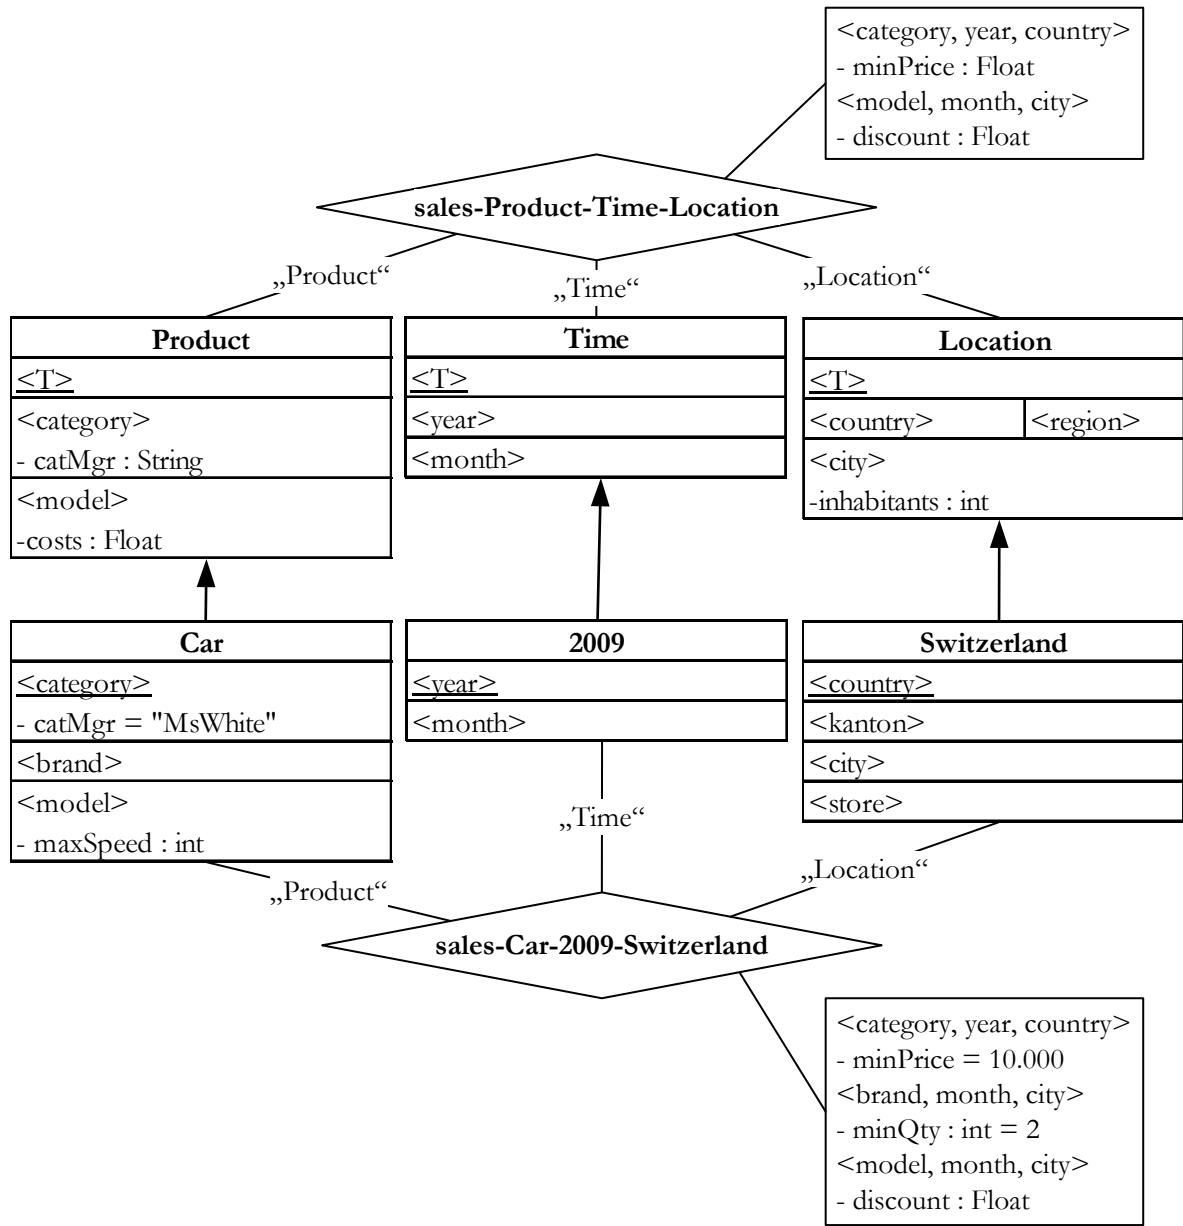 <category, year, country>
- minPrice : Float
<model, month, city>
- discount : Float
sales-Product-Time-Location
„Product“
„Time“
„Location“
Product
<T>
<category>
- catMgr : String
<model>
-costs : Float
Time
<T>
<year>
<month>
Location
<T>
<country>
<region>
<city>
-inhabitants : int
Car
<category>
- catMgr = "MsWhite"
<brand>
<model>
- maxSpeed : int
2009
<year>
<month>
Switzerland
<country>
<kanton>
<city>
<store>
„Product“
„Time“
„Location“
sales-Car-2009-Switzerland
<category, year, country>
- minPrice = 10.000
<brand, month, city>
- minQty : int = 2
<model, month, city>
- discount : Float